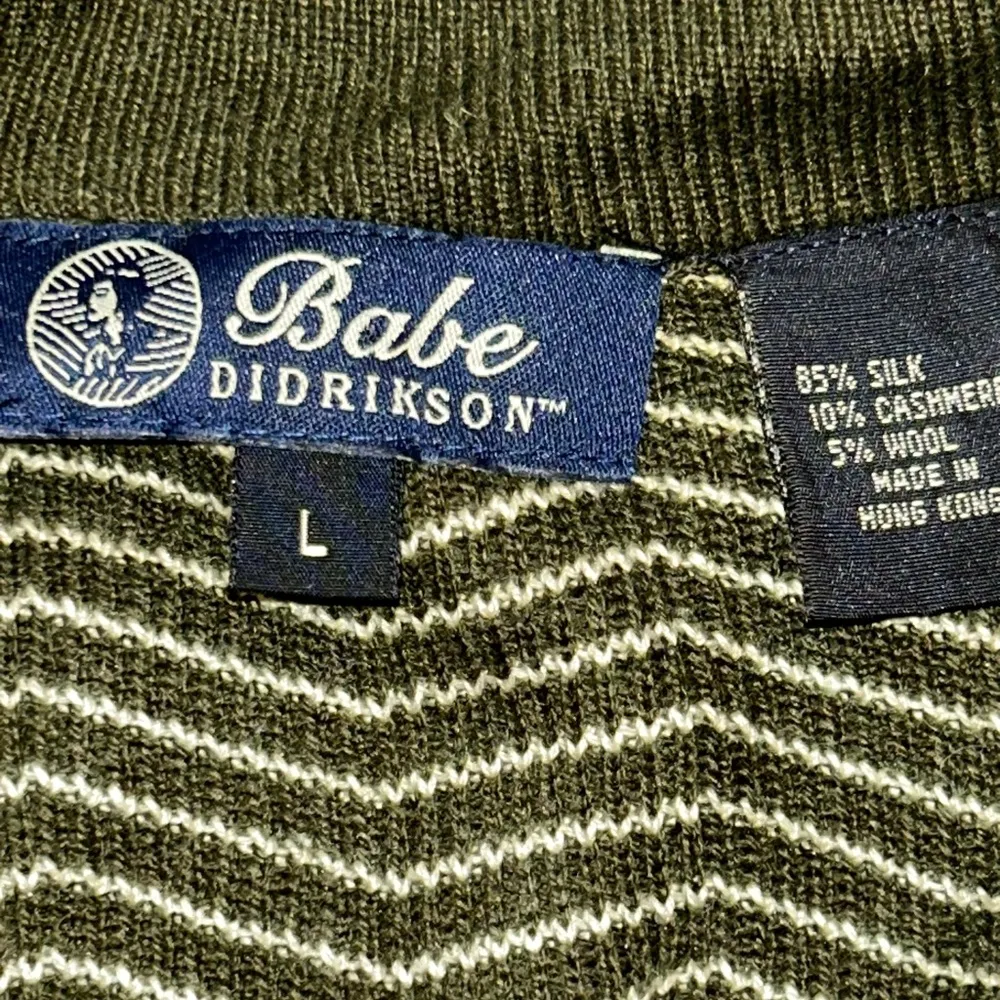 Babe
DIDRIKSON™
L
85% SILK
10% CASHMERE
5% WOOL
MADE IN
HONG KONG